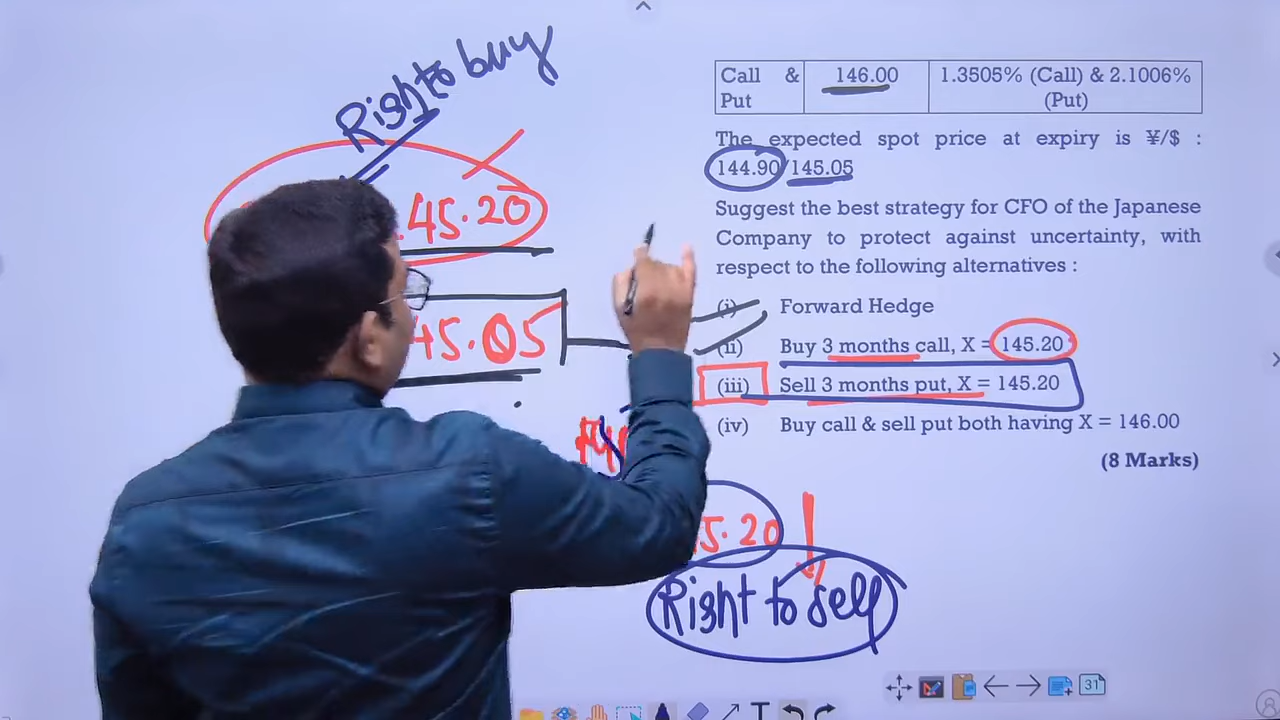 Right to buy
Call & Put 146.00 1.3505% (Call) & 2.1006% (Put)
The expected spot price at expiry is ¥/$ :
144.90/145.05
Suggest the best strategy for CFO of the Japanese
Company to protect against uncertainty, with
respect to the following alternatives :
(i) Forward Hedge
(ii) Buy 3 months call, X = 145.20
(iii) Sell 3 months put, X = 145.20
(iv) Buy call & sell put both having X = 146.00
(8 Marks)
45.20
45.05
5.20
Right to sell
31
T